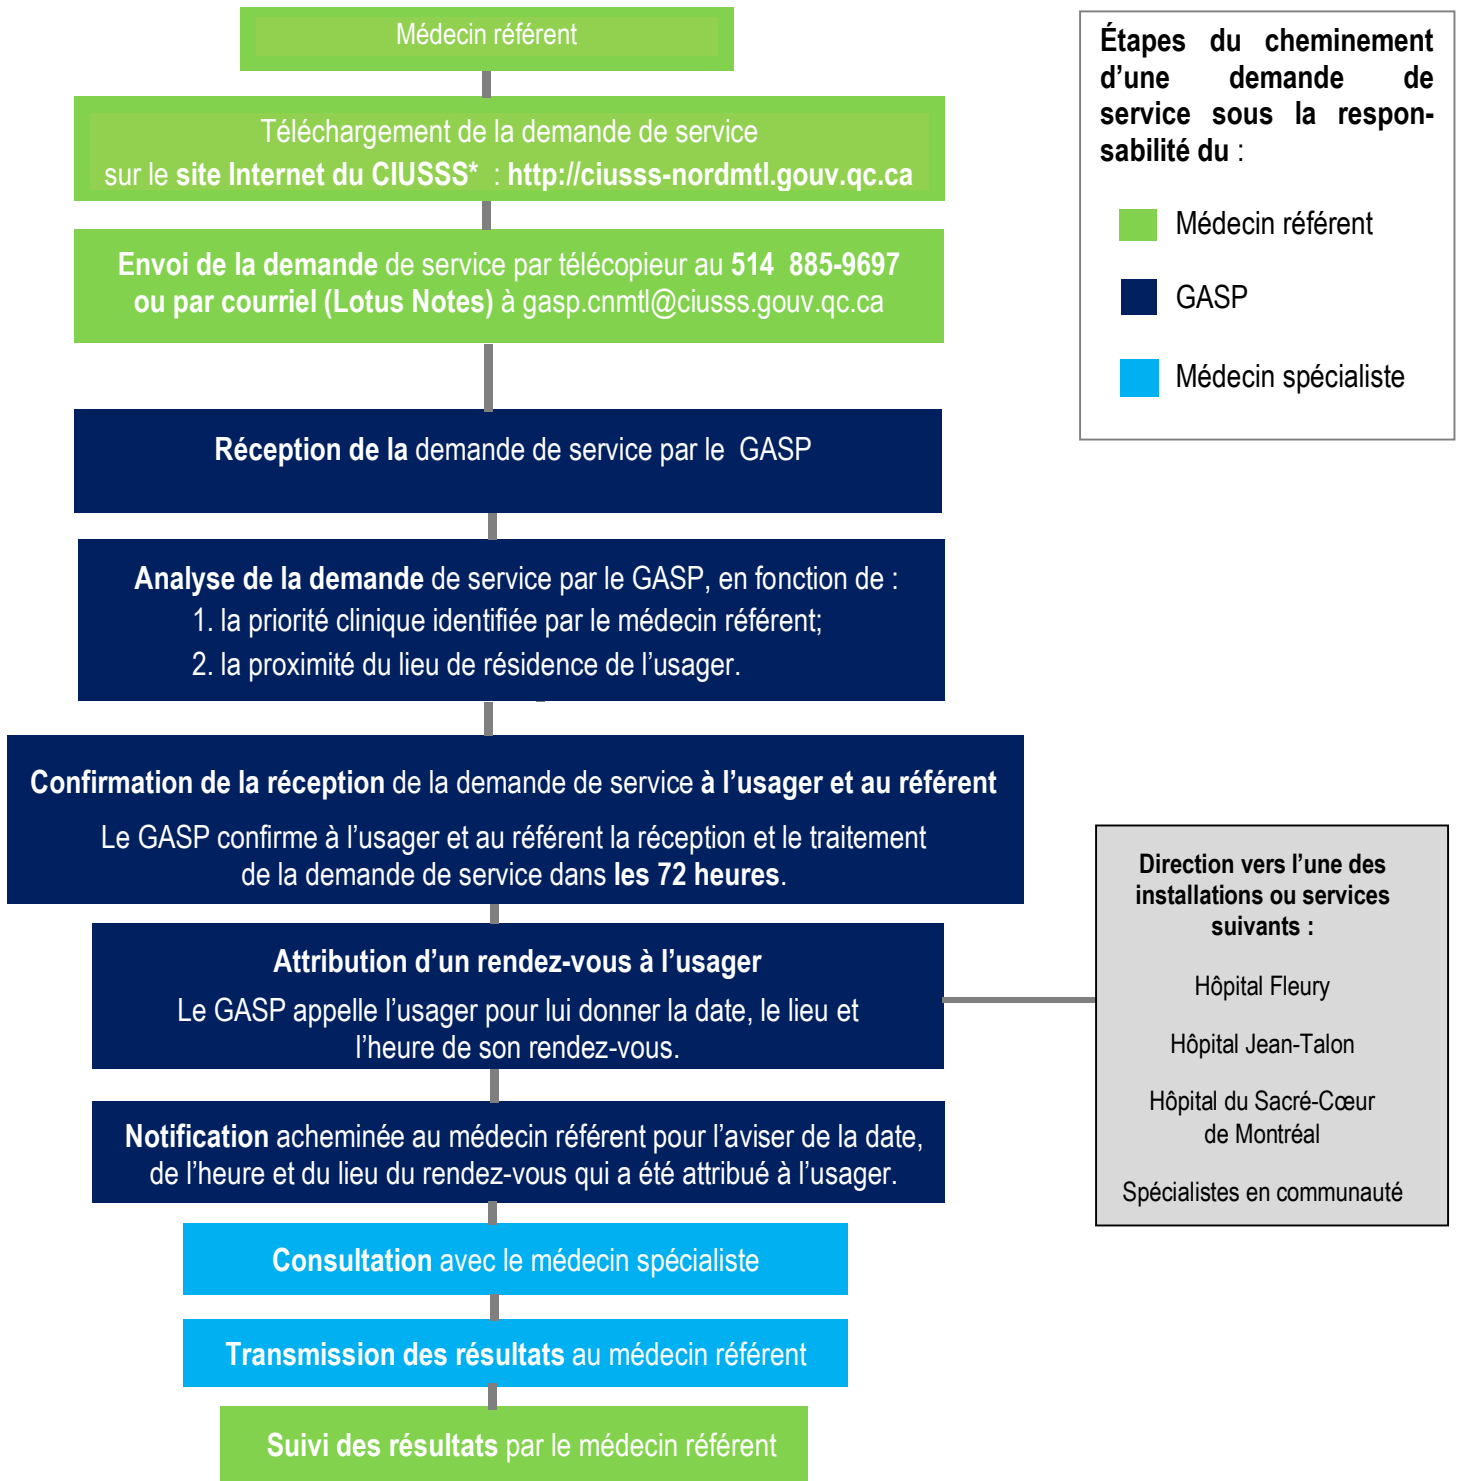 Médecin référent
Téléchargement de la demande de service
sur le site Internet du CIUSSS* : http://ciusss-nordmtl.gouv.qc.ca
Envoi de la demande de service par télécopieur au 514 885-9697
ou par courriel (Lotus Notes) à gasp.cnmtl@ciusss.gouv.qc.ca
Réception de la demande de service par le GASP
Analyse de la demande de service par le GASP, en fonction de :
1. la priorité clinique identifiée par le médecin référent;
2. la proximité du lieu de résidence de l’usager.
Confirmation de la réception de la demande de service à l’usager et au référent
Le GASP confirme à l’usager et au référent la réception et le traitement
de la demande de service dans les 72 heures.
Attribution d’un rendez-vous à l’usager
Le GASP appelle l’usager pour lui donner la date, le lieu et
l’heure de son rendez-vous.
Notification acheminée au médecin référent pour l’aviser de la date,
de l’heure et du lieu du rendez-vous qui a été attribué à l’usager.
Consultation avec le médecin spécialiste
Transmission des résultats au médecin référent
Suivi des résultats par le médecin référent
Étapes du cheminement
d’une demande de
service sous la respon-
sabilité du :
Médecin référent
GASP
Médecin spécialiste
Direction vers l’une des
installations ou services
suivants :
Hôpital Fleury
Hôpital Jean-Talon
Hôpital du Sacré-Cœur
de Montréal
Spécialistes en communauté